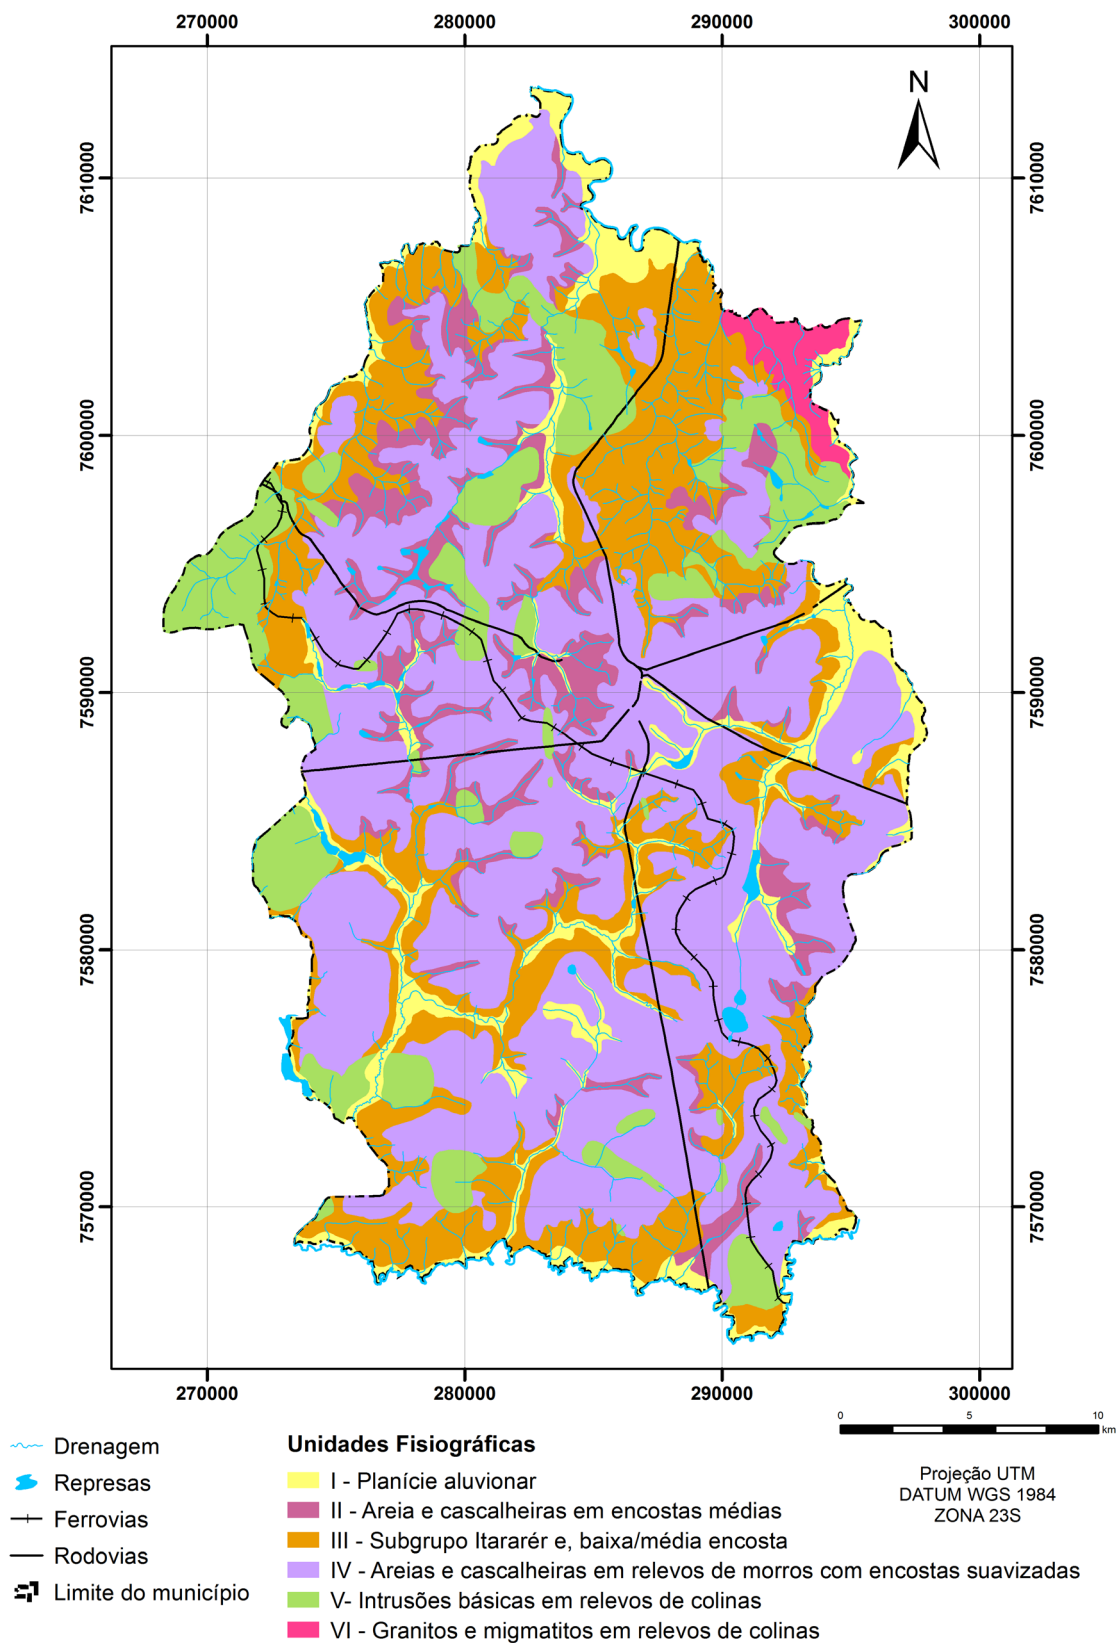 270000 280000 290000 300000
N
7610000 7610000
7600000 7600000
7590000 7590000
7580000 7580000
7570000 7570000
270000 280000 290000 300000
0 5 10
km
Drenagem
Represas
Ferrovias
Rodovias
Limite do município
Unidades Fisiográficas
I - Planície aluvionar
II - Areia e cascalheiras em encostas médias
III - Subgrupo Itararér e, baixa/média encosta
IV - Areias e cascalheiras em relevos de morros com encostas suavizadas
V- Intrusões básicas em relevos de colinas
VI - Granitos e migmatitos em relevos de colinas
Projeção UTM
DATUM WGS 1984
ZONA 23S